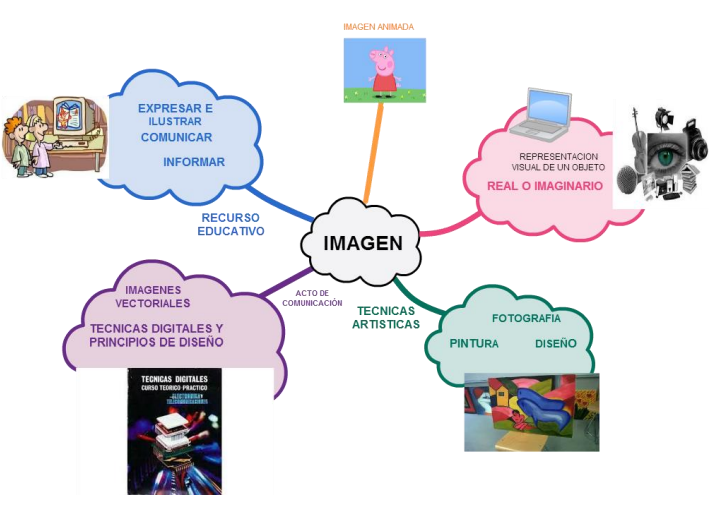 IMAGEN ANIMADA
EXPRESAR E
ILUSTRAR
COMUNICAR
INFORMAR
RECURSO
EDUCATIVO
REPRESENTACION
VISUAL DE UN OBJETO
REAL O IMAGINARIO
IMAGEN
IMAGENES
VECTORIALES
TECNICAS DIGITALES Y
PRINCIPIOS DE DISEÑO
ACTO DE
COMUNICACIÓN
TECNICAS
ARTISTICAS
FOTOGRAFIA
PINTURA
DISEÑO
TECNICAS DIGITALES
CURSO TEORICO PRACTICO